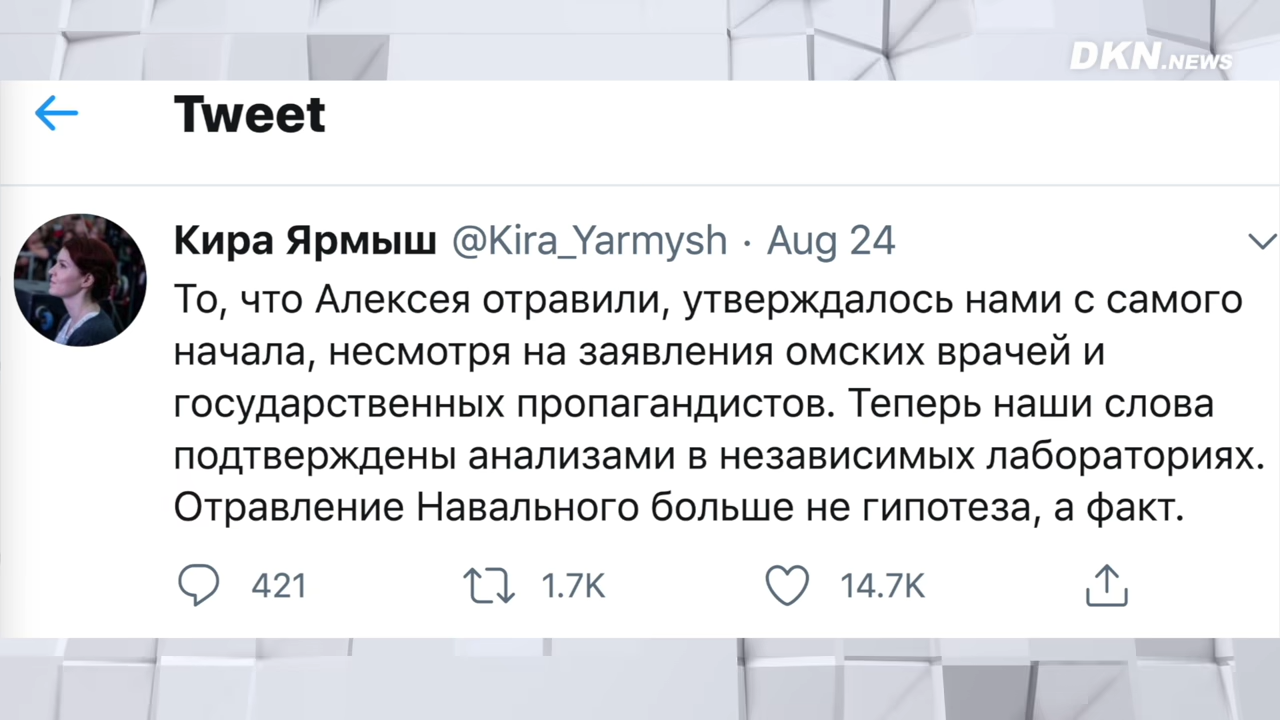 DKN.NEWS
Tweet
Кира Ярмыш @Kira_Yarmysh · Aug 24
То, что Алексея отравили, утверждалось нами с самого
начала, несмотря на заявления омских врачей и
государственных пропагандистов. Теперь наши слова
подтверждены анализами в независимых лабораториях.
Отравление Навального больше не гипотеза, а факт.
421 1.7K 14.7K